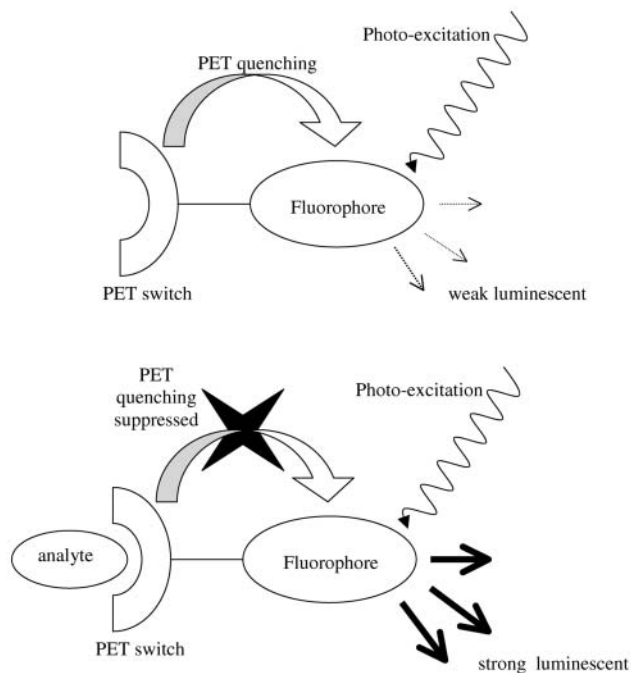 Photo-excitation
PET quenching
Fluorophore
PET switch
weak luminescent
PET
quenching
suppressed
Photo-excitation
analyte
Fluorophore
PET switch
strong luminescent